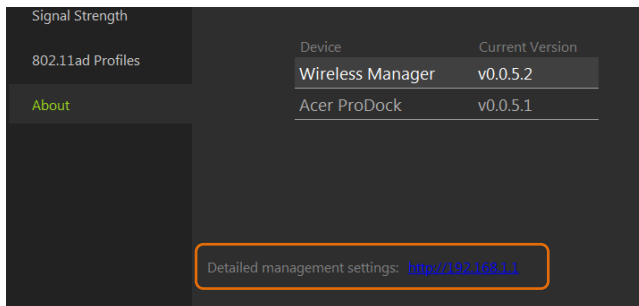 Signal Strength
802.11ad Profiles
About
Device Current Version
Wireless Manager v0.0.5.2
Acer ProDock v0.0.5.1
Detailed management settings: http://192.168.1.1